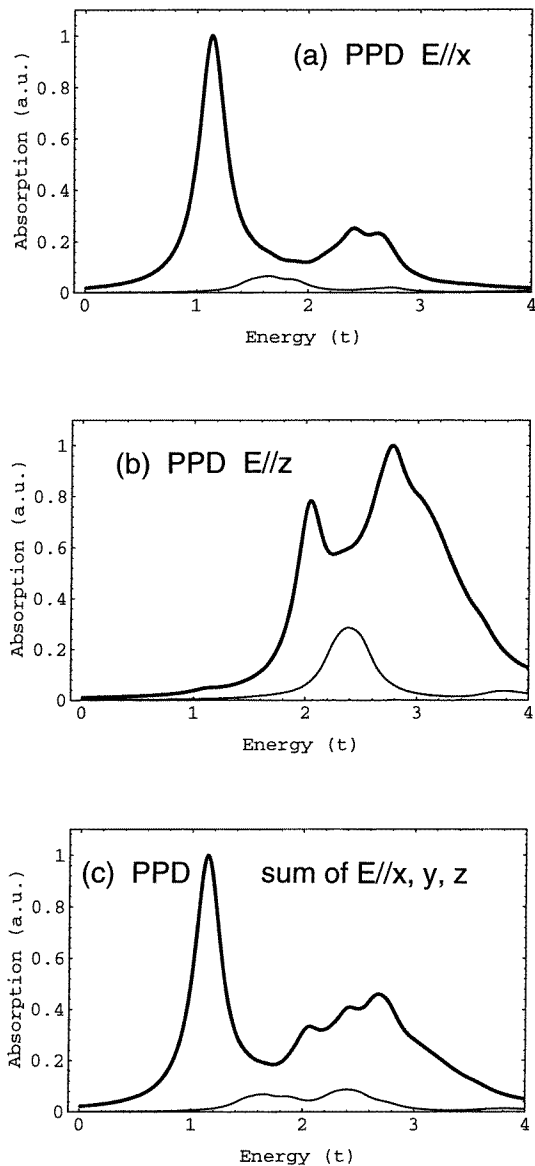 (a) PPD E//x
Absorption (a.u.)
1
0.8
0.6
0.4
0.2
0
0 1 2 3 4
Energy (t)
(b) PPD E//z
Absorption (a.u.)
1
0.8
0.6
0.4
0.2
0
0 1 2 3 4
Energy (t)
(c) PPD sum of E//x, y, z
Absorption (a.u.)
1
0.8
0.6
0.4
0.2
0
0 1 2 3 4
Energy (t)